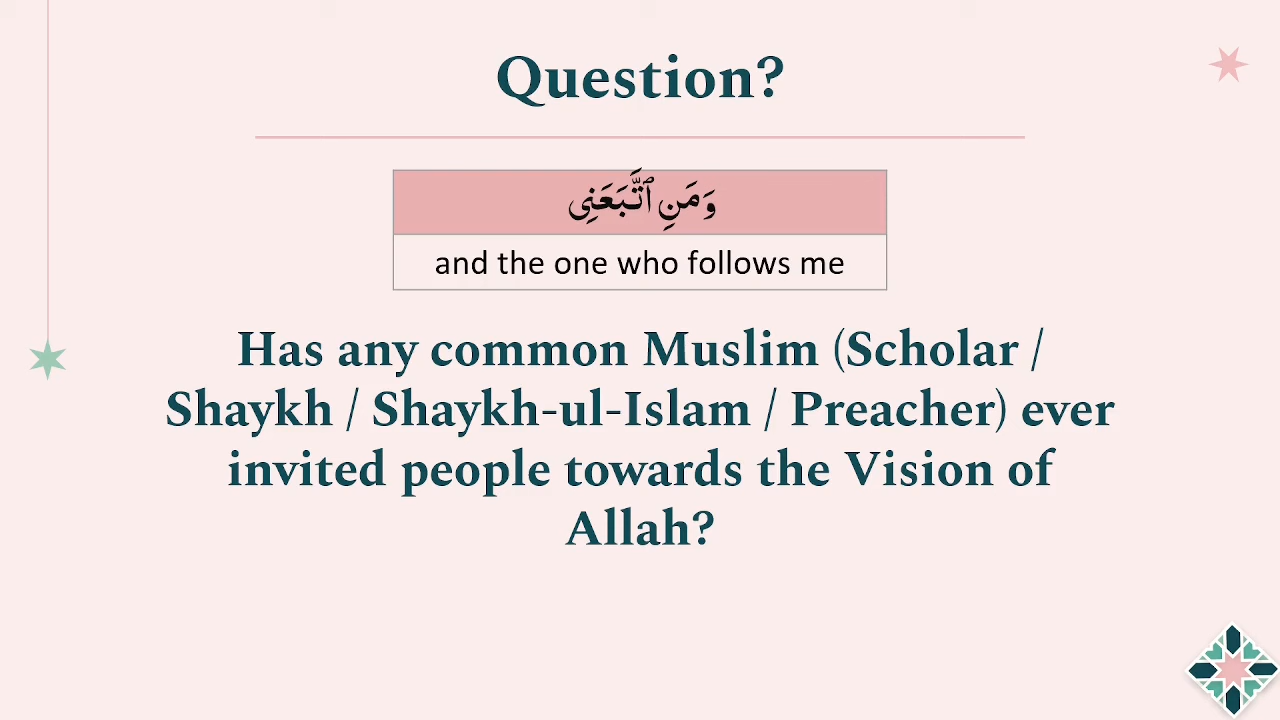 Question?
وَمَنِ ٱتَّبَعَنِى
and the one who follows me
Has any common Muslim (Scholar /
Shaykh / Shaykh-ul-Islam / Preacher) ever
invited people towards the Vision of
Allah?